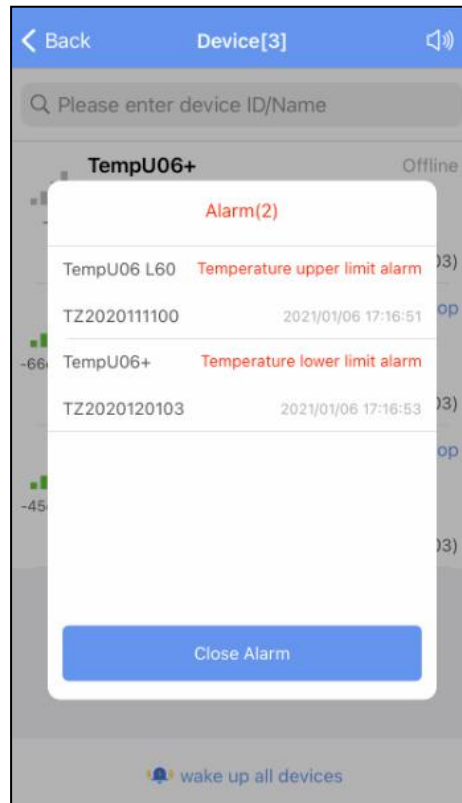 Back
Device[3]
Please enter device ID/Name
TempU06+
Offline
Alarm(2)
TempU06 L60 Temperature upper limit alarm
TZ2020111100 2021/01/06 17:16:51
TempU06+ Temperature lower limit alarm
TZ2020120103 2021/01/06 17:16:53
Close Alarm
wake up all devices